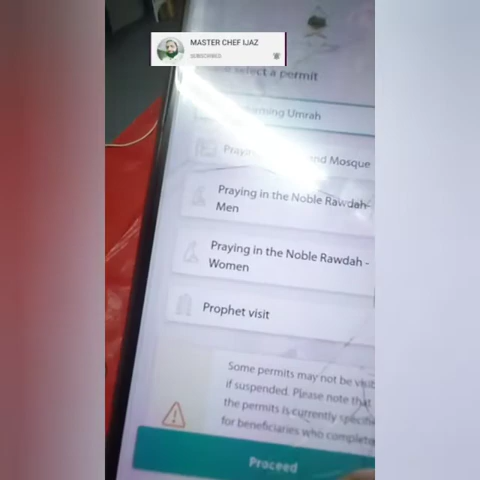 MASTER CHEF IJAZ
SUBSCRIBED
select a permit
Umrah
Mosque
Praying in the Noble Rawdah-
Men
Praying in the Noble Rawdah -
Women
Prophet visit
Some permits may not be
if suspended. Please note that
the permits is currently
for beneficiaries who
Proceed